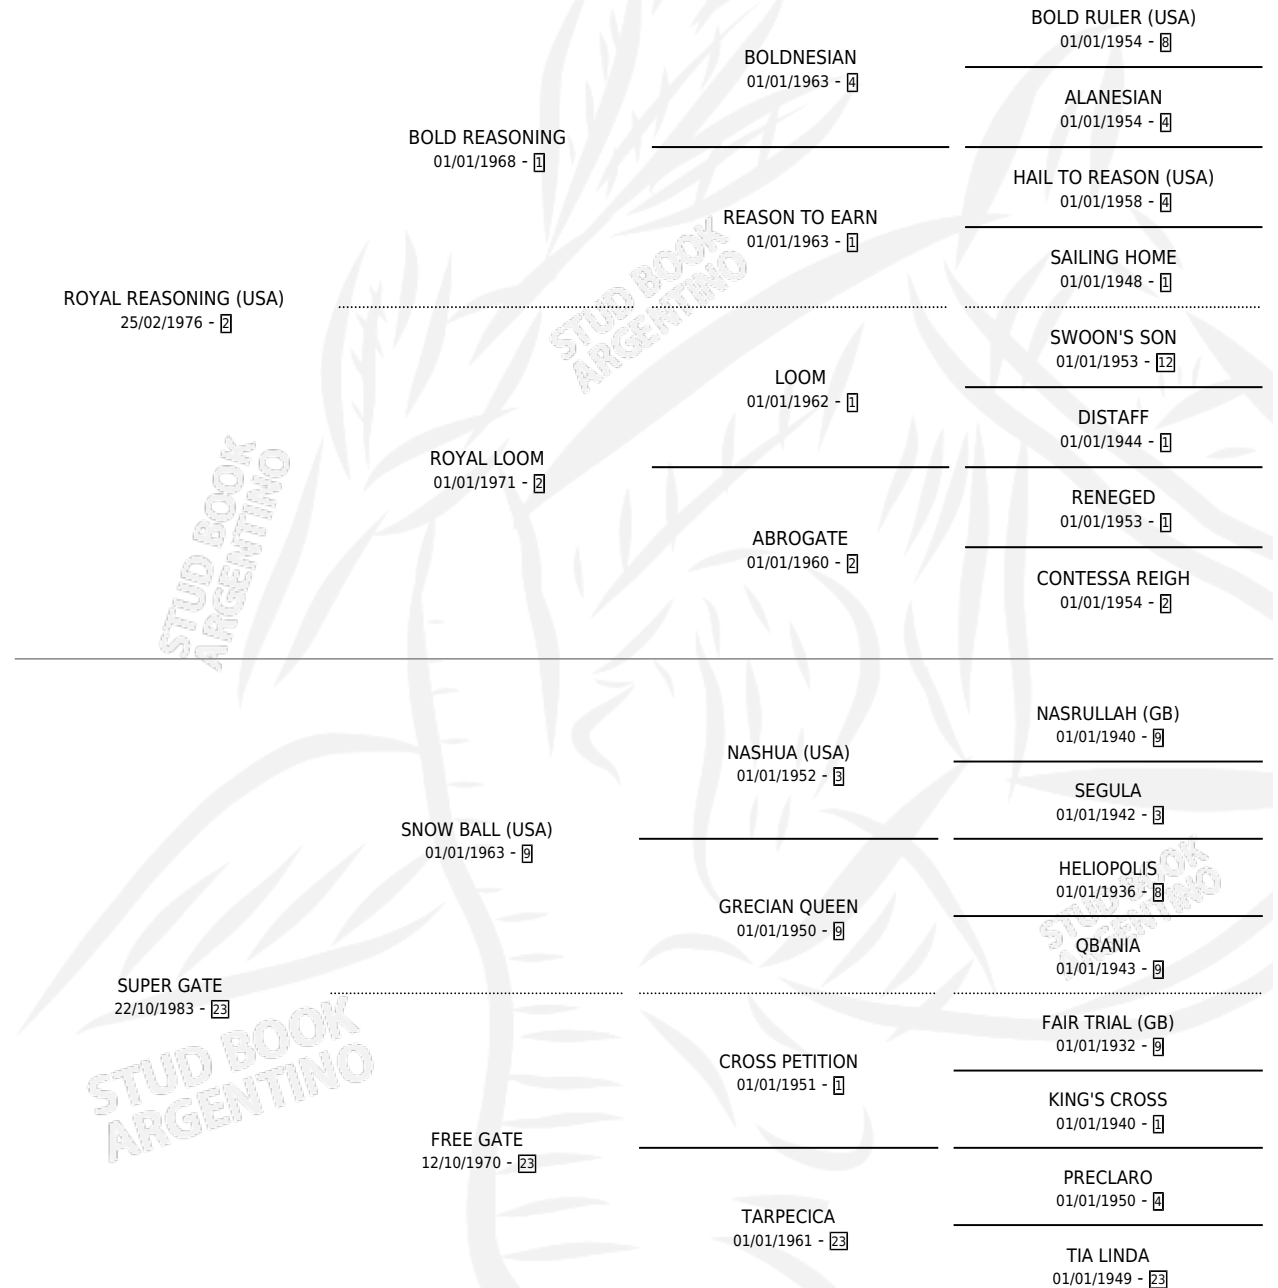 BOLD RULER (USA)
01/01/1954 - 8
BOLDNESIAN
01/01/1963 - 4
ALANESIAN
01/01/1954 - 4
BOLD REASONING
01/01/1968 - 1
HAIL TO REASON (USA)
01/01/1958 - 4
REASON TO EARN
01/01/1963 - 1
SAILING HOME
01/01/1948 - 1
ROYAL REASONING (USA)
25/02/1976 - 2
STUD BOOK
ARGENTINO
SWOON'S SON
01/01/1953 - 12
LOOM
01/01/1962 - 1
DISTAFF
01/01/1944 - 1
ROYAL LOOM
01/01/1971 - 2
RENEGED
01/01/1953 - 1
ABROGATE
01/01/1960 - 2
CONTESSA REIGH
01/01/1954 - 2
STUD BOOK
ARGENTINO
NASRULLAH (GB)
01/01/1940 - 9
NASHUA (USA)
01/01/1952 - 3
SEGULA
01/01/1942 - 3
SNOW BALL (USA)
01/01/1963 - 9
HELIOPOLIS
01/01/1936 - 8
GRECIAN QUEEN
01/01/1950 - 9
QBANIA
01/01/1943 - 9
STUD BOOK
ARGENTINO
SUPER GATE
22/10/1983 - 23
FAIR TRIAL (GB)
01/01/1932 - 9
CROSS PETITION
01/01/1951 - 1
KING'S CROSS
01/01/1940 - 1
STUD BOOK
ARGENTINO
FREE GATE
12/10/1970 - 23
PRECLARO
01/01/1950 - 4
TARPECICA
01/01/1961 - 23
TIA LINDA
01/01/1949 - 23